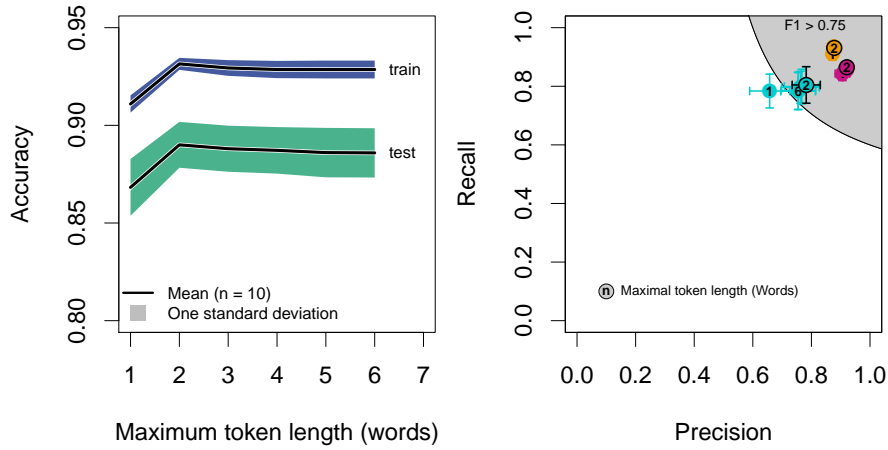 0.95
0.90
0.85
0.80
Accuracy
train
test
Mean (n = 10)
One standard deviation
1 2 3 4 5 6 7
Maximum token length (words)
F1 > 0.75
1.0
0.8
0.6
0.4
0.2
0.0
Recall
2
2
2
1
6
n Maximal token length (Words)
0.0 0.2 0.4 0.6 0.8 1.0
Precision